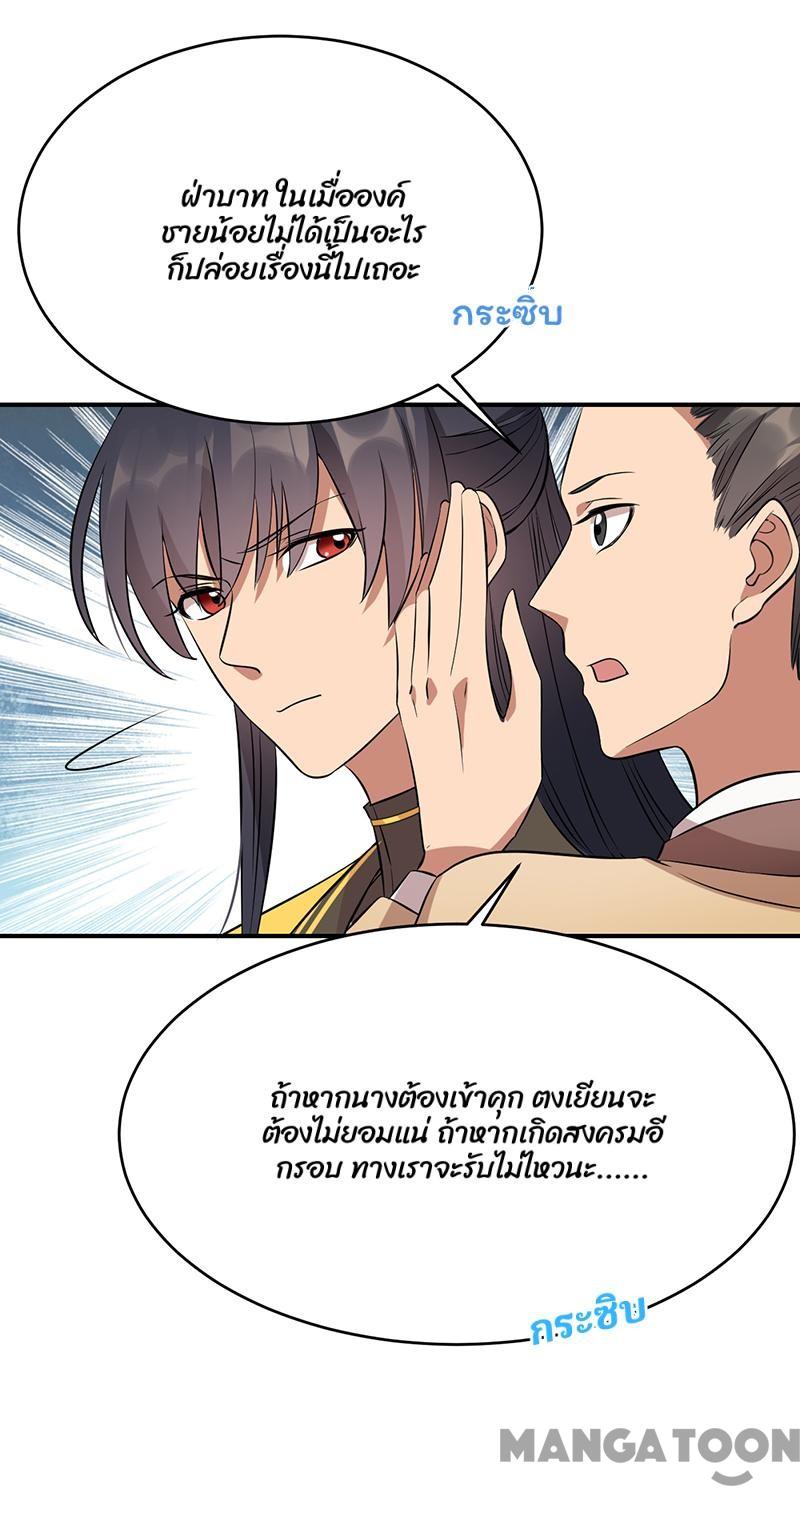 ฝ่าบาท ในเมื่อองค์
ชายน้อยไม่ได้เป็นอะไร
ก็ปล่อยเรื่องนี้ไปเถอะ
กระซิบ
ถ้าหากนางต้องเข้าคุก ตงเยียนจะ
ต้องไม่ยอมแน่ ถ้าหากเกิดสงครมอี
กรอบ ทางเราจะรับไม่ไหวนะ......
กระซิบ
MANGATOON